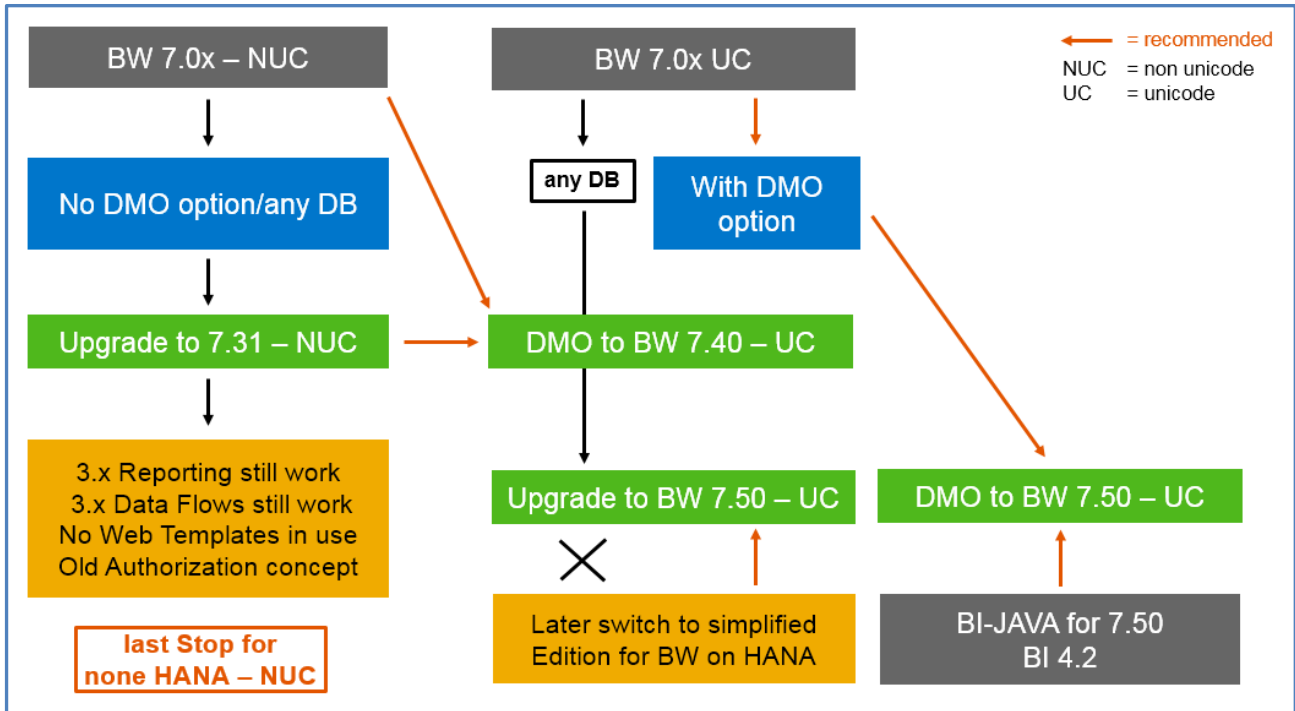 BW 7.0x – NUC
BW 7.0x UC
= recommended
NUC = non unicode
UC = unicode
No DMO option/any DB
any DB
With DMO
option
Upgrade to 7.31 – NUC
DMO to BW 7.40 – UC
3.x Reporting still work
3.x Data Flows still work
No Web Templates in use
Old Authorization concept
Upgrade to BW 7.50 – UC
DMO to BW 7.50 – UC
Later switch to simplified
Edition for BW on HANA
BI-JAVA for 7.50
BI 4.2
last Stop for
none HANA – NUC